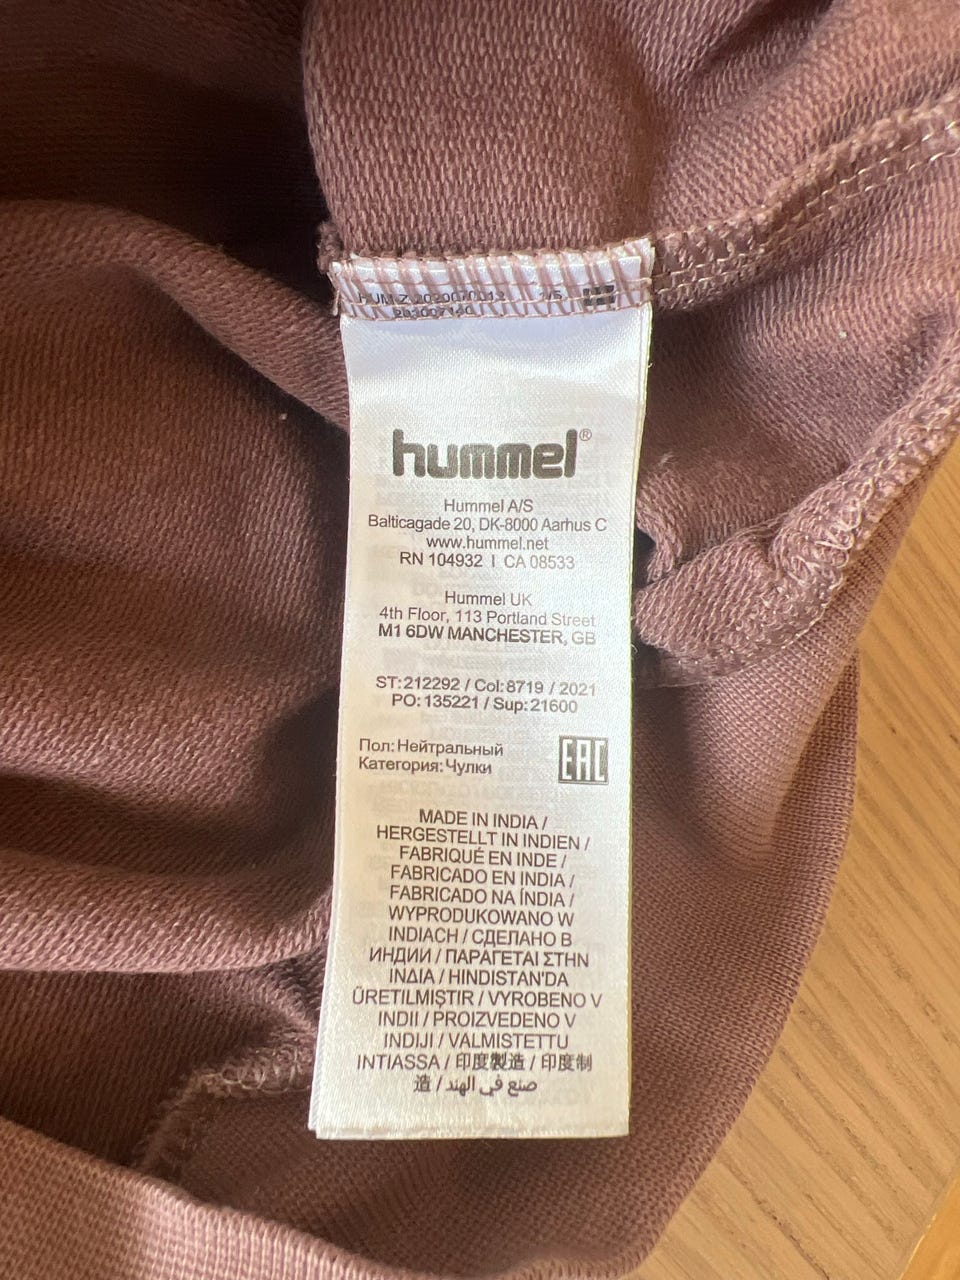 hummel®
Hummel A/S
Balticagade 20, DK-8000 Aarhus C
www.hummel.net
RN 104932 I CA 08533
Hummel UK
4th Floor, 113 Portland Street
M1 6DW MANCHESTER, GB
ST:212292 / Col:8719 / 2021
PO:135221 / Sup:21600
Пол:Нейтральный
Категория:Чулки
EAC
MADE IN INDIA /
HERGESTELLT IN INDIEN /
FABRIQUÉ EN INDE /
FABRICADO EN INDIA /
FABRICADO NA ÍNDIA /
WYPRODUKOWANO W
INDIACH / СДЕЛАНО В
ИНДИИ / ΠΑΡΑΓΕΤΑΙ ΣΤΗΝ
ΙΝΔΙΑ / HINDISTAN'DA
ÜRETILMIŞTIR / VYROBENO V
INDII / PROIZVEDENO V
INDIJI / VALMISTETTU
INTIASSA / 印度製造 / 印度制
造 / صنع في الهند